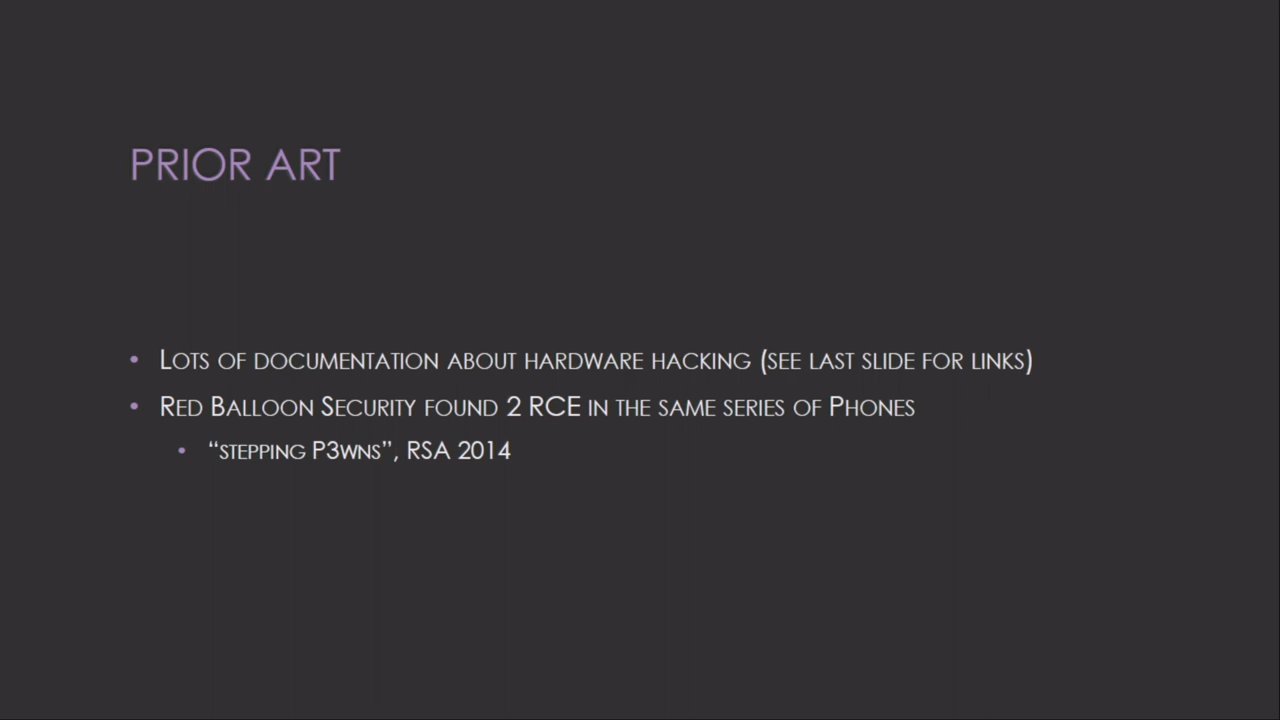 PRIOR ART
• Lots of documentation about hardware hacking (see last slide for links)
• Red Balloon Security found 2 RCE in the same series of Phones
• “stepping P3wns”, RSA 2014